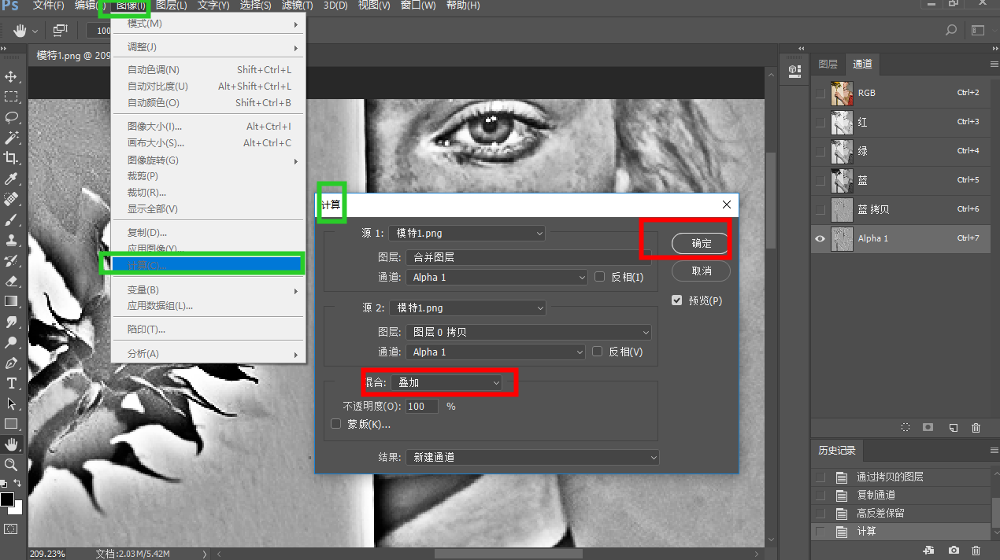 Ps 文件(F) 编辑( 图像(I) 图层(L) 文字(Y) 选择(S) 滤镜(T) 3D(D) 视图(V) 窗口(W) 帮助(H)
100
模特1.png @ 209
模式(M)
调整(J)
自动色调(N) Shift+Ctrl+L
自动对比度(U) Alt+Shift+Ctrl+L
自动颜色(O) Shift+Ctrl+B
图像大小(I)... Alt+Ctrl+I
画布大小(S)... Alt+Ctrl+C
图像旋转(G)
裁剪(P)
裁切(R)...
显示全部(V)
复制(D)...
应用图像(Y)...
计算(C)...
变量(B)
应用数据组(L)...
陷印(T)...
分析(A)
计算
源 1: 模特1.png
图层: 合并图层
通道: Alpha 1 反相(I)
源 2: 模特1.png
图层: 图层 0 拷贝
通道: Alpha 1 反相(V)
混合: 叠加
不透明度(O): 100 %
蒙版(K)...
结果: 新建通道
确定
取消
预览(P)
图层 通道
RGB Ctrl+2
红 Ctrl+3
绿 Ctrl+4
蓝 Ctrl+5
蓝 拷贝 Ctrl+6
Alpha 1 Ctrl+7
历史记录
通过拷贝的图层
复制通道
高反差保留
计算
209.23% 文档:2.03M/5.42M